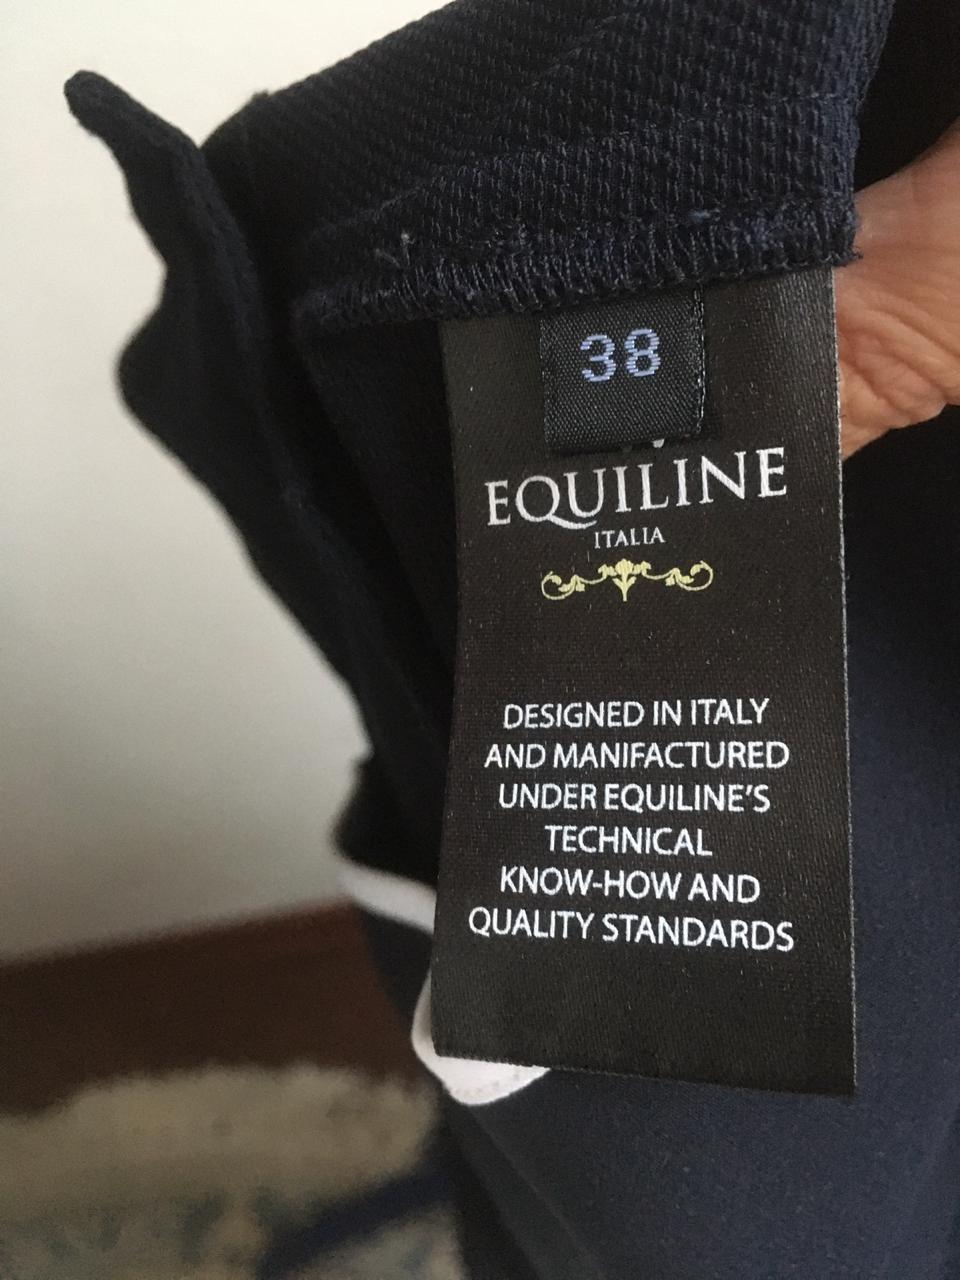 38
EQUILINE
ITALIA
DESIGNED IN ITALY
AND MANIFACTURED
UNDER EQUILINE'S
TECHNICAL
KNOW-HOW AND
QUALITY STANDARDS